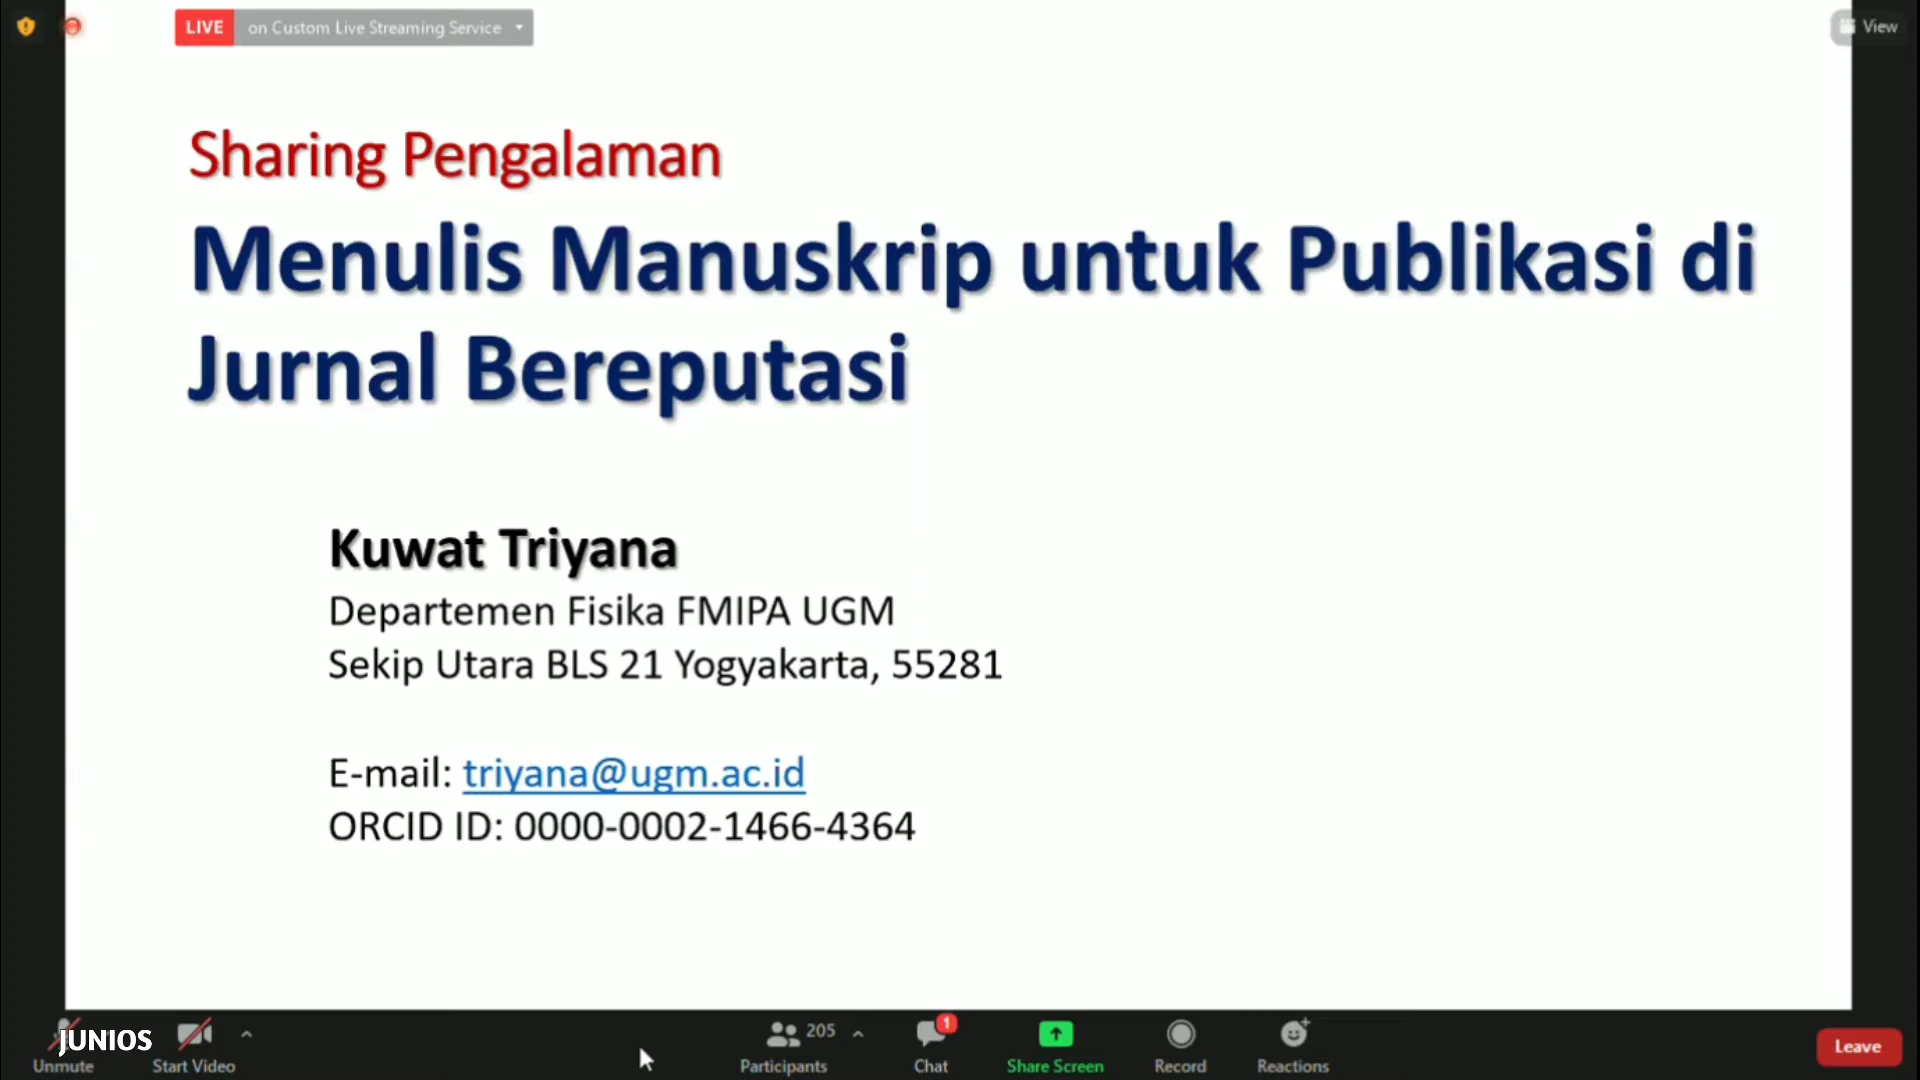 LIVE on Custom Live Streaming Service
View
Sharing Pengalaman
Menulis Manuskrip untuk Publikasi di
Jurnal Bereputasi
Kuwat Triyana
Departemen Fisika FMIPA UGM
Sekip Utara BLS 21 Yogyakarta, 55281
E-mail: triyana@ugm.ac.id
ORCID ID: 0000-0002-1466-4364
JUNIOS
Unmute
Start Video
205
Participants
1
Chat
Share Screen
Record
Reactions
Leave